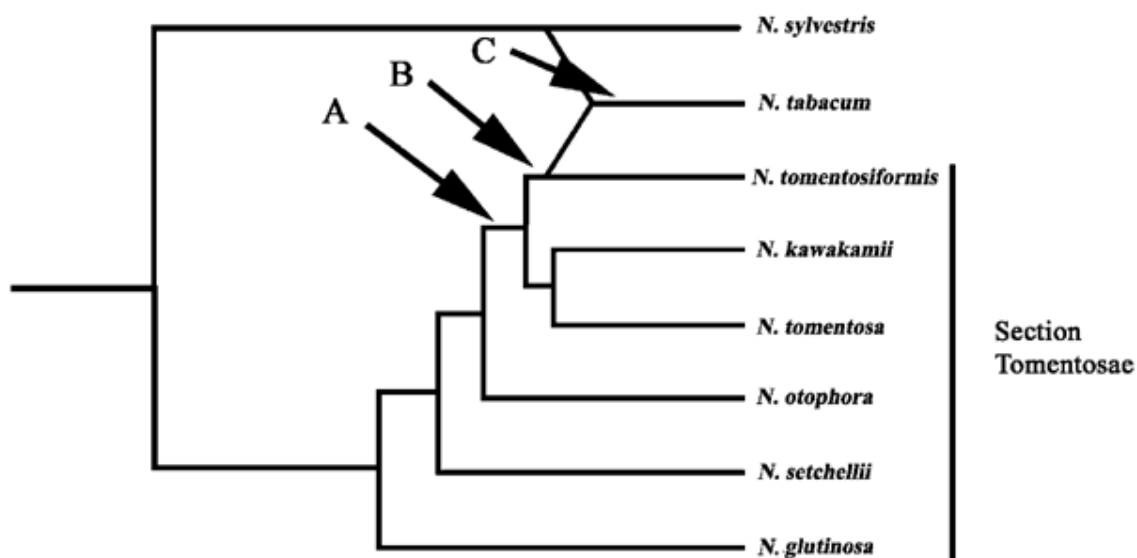 N. sylvestris
C
B
N. tabacum
A
N. tomentosiformis
N. kawakamii
N. tomentosa
Section
Tomentosae
N. otophora
N. setchellii
N. glutinosa